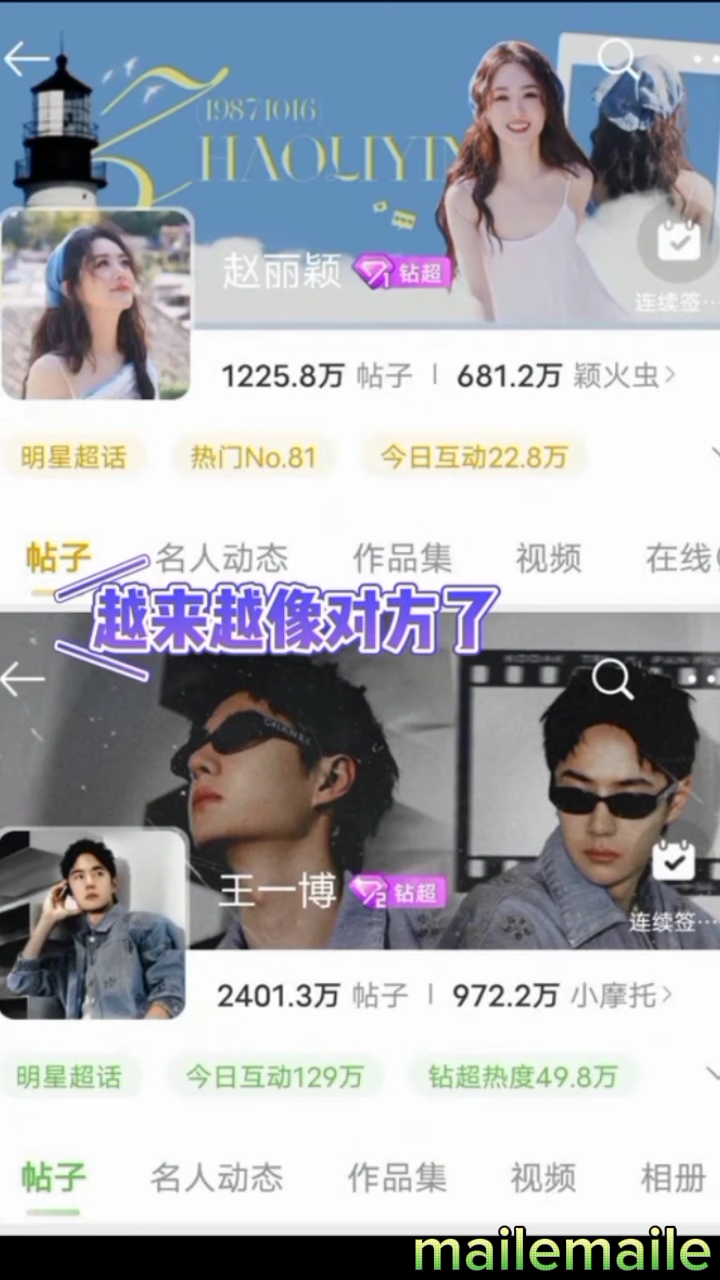 (19871016)
HAOLIYIN
赵丽颖 1 钻超
连续签···
1225.8万 帖子 | 681.2万 颖火虫>
明星超话 热门No.81 今日互动22.8万
帖子 名人动态 作品集 视频 在线
越来越像对方了
CHANEL
王一博 2 钻超
连续签···
2401.3万 帖子 | 972.2万 小摩托>
明星超话 今日互动129万 钻超热度49.8万
帖子 名人动态 作品集 视频 相册
mailemaile